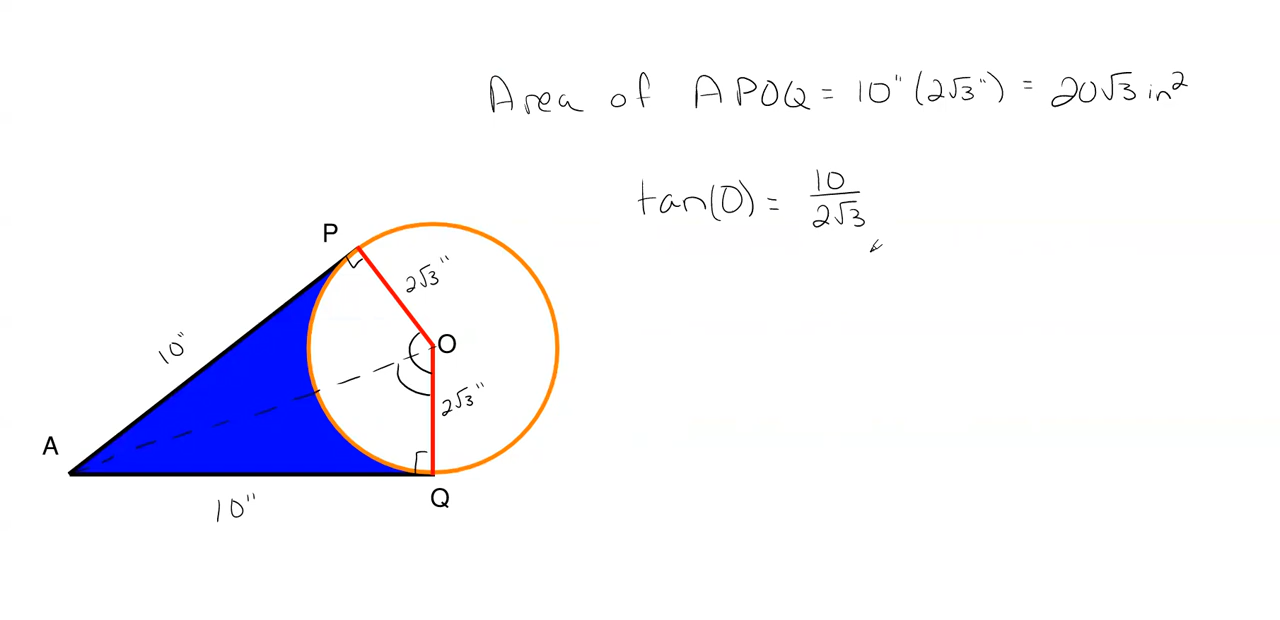 Area of APOQ = 10" (2√3") = 20√3 in²
tan(O) = 10/2√3
P
2√3"
10"
O
2√3"
A
10"
Q